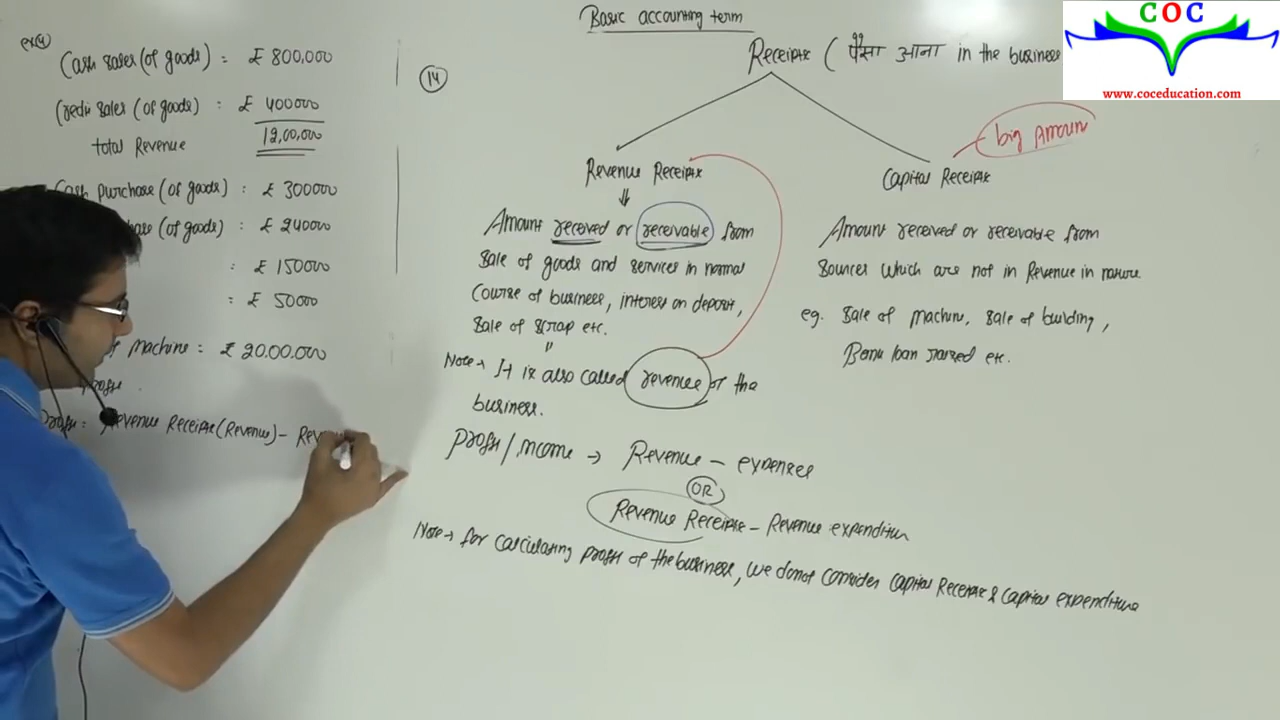 Basic accounting term
COC
www.coceducation.com
ex(4)
Cash sales (of goods) : £ 800,000
Credit sales (of goods) : £ 400000
12,00,000
Total Revenue
Cash purchase (of goods) : £ 300000
(of goods) : £ 240000
: £ 150000
: £ 50000
machine : £ 20,00,000
Profit
Profit : Revenue Receipts (Revenue) -
(14)
Receipts ( पैसा आना in the business
Revenue Receipts
Amount received or receivable from
sale of goods and services in normal
course of business, interest on deposit,
sale of scrap etc.
Note → It is also called revenue of the
business.
Capital Receipts
big Amount
Amount received or receivable from
sources which are not in Revenue in nature.
eg. sale of machine, sale of building,
Bank loan raised etc.
Profit / income → Revenue - expenses
OR
Revenue Receipts - Revenue expenditure
Note → for calculating profit of the business, we donot consider capital Receipts & capital expenditure